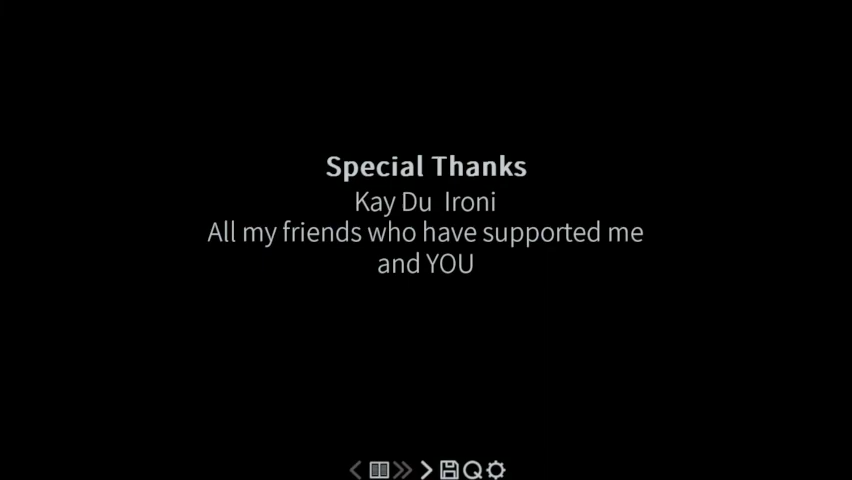 Special Thanks
Kay Du  Ironi
All my friends who have supported me
and YOU